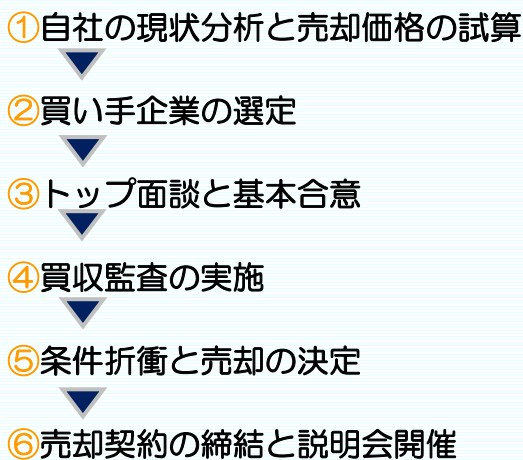 ①自社の現状分析と売却価格の試算
②買い手企業の選定
③トップ面談と基本合意
④買収監査の実施
⑤条件折衝と売却の決定
⑥売却契約の締結と説明会開催